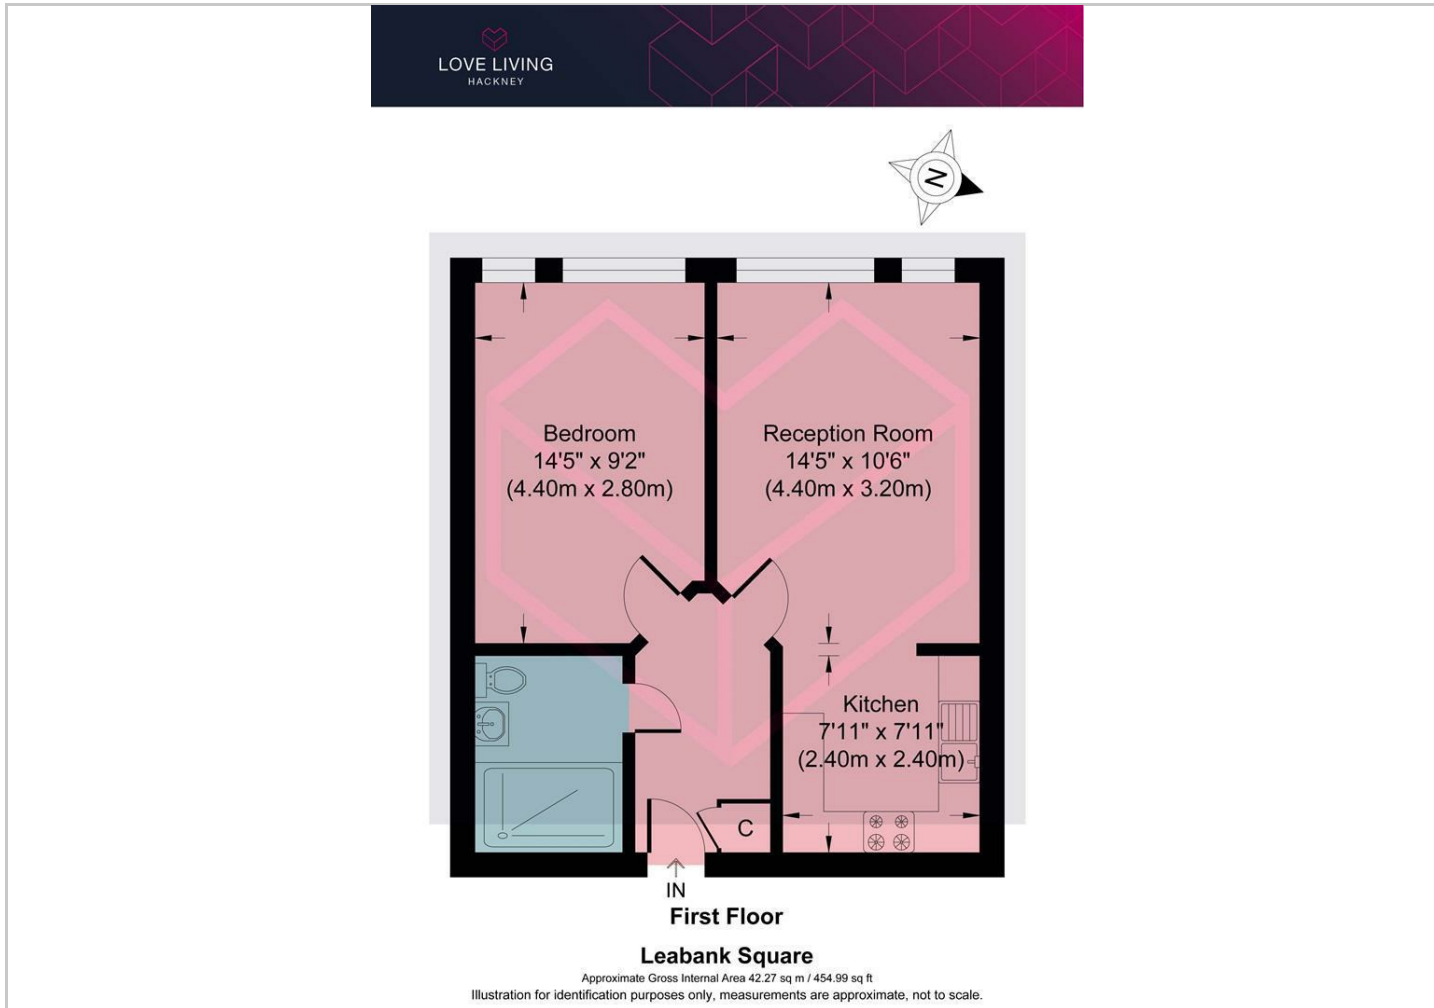 LOVE LIVING
HACKNEY
N
Bedroom
14'5" x 9'2"
(4.40m x 2.80m)
Reception Room
14'5" x 10'6"
(4.40m x 3.20m)
Kitchen
7'11" x 7'11"
(2.40m x 2.40m)
C
IN
First Floor
Leabank Square
Approximate Gross Internal Area 42.27 sq m / 454.99 sq ft
Illustration for identification purposes only, measurements are approximate, not to scale.